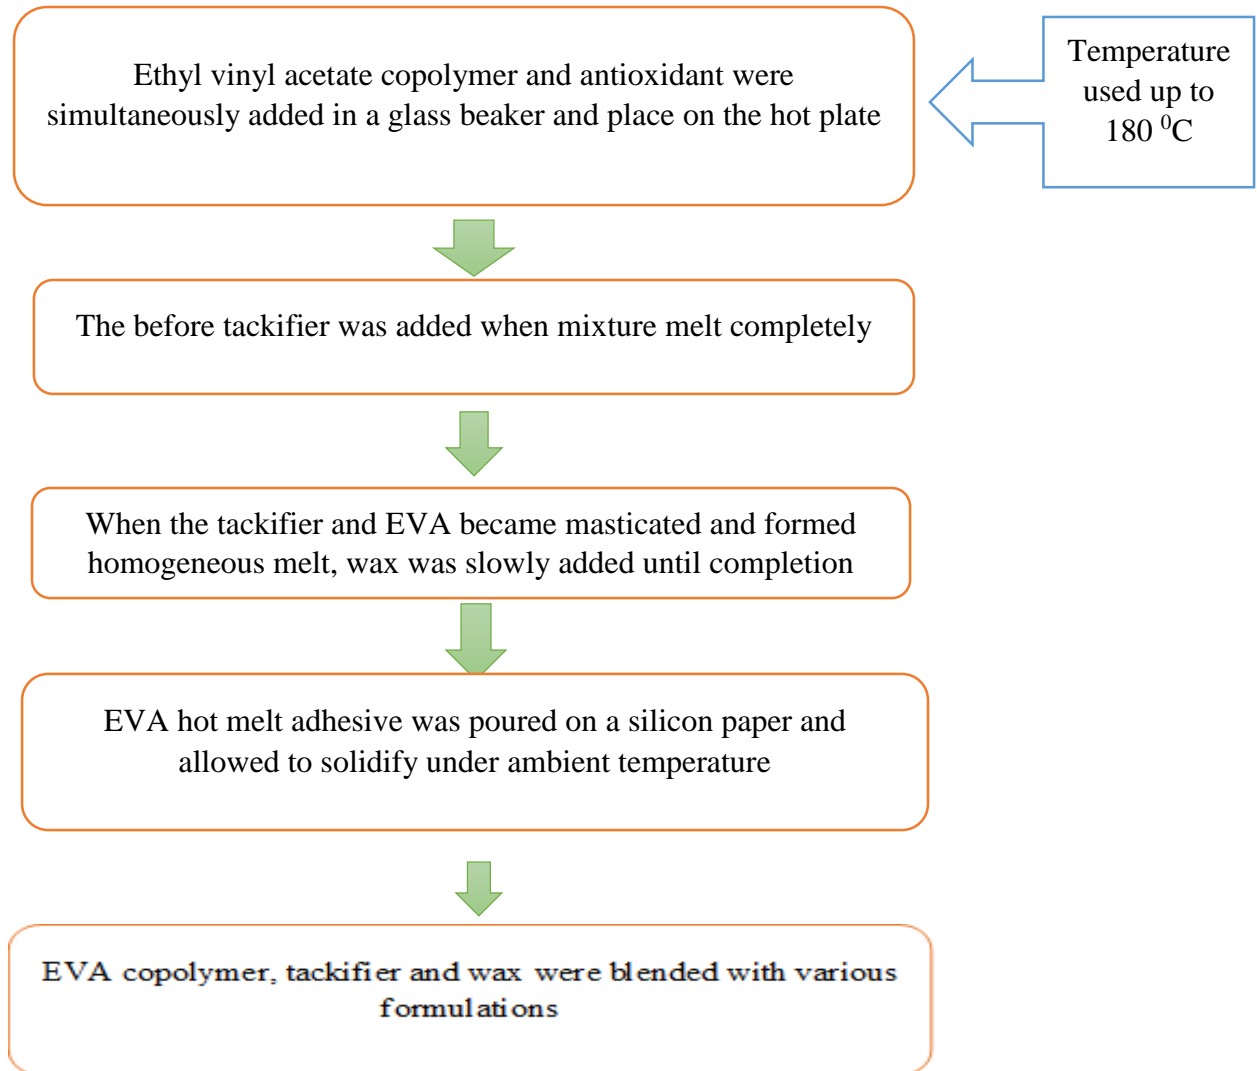 Ethyl vinyl acetate copolymer and antioxidant were
simultaneously added in a glass beaker and place on the hot plate
Temperature
used up to
180 ⁰C
The before tackifier was added when mixture melt completely
When the tackifier and EVA became masticated and formed
homogeneous melt, wax was slowly added until completion
EVA hot melt adhesive was poured on a silicon paper and
allowed to solidify under ambient temperature
EVA copolymer, tackifier and wax were blended with various
formulations